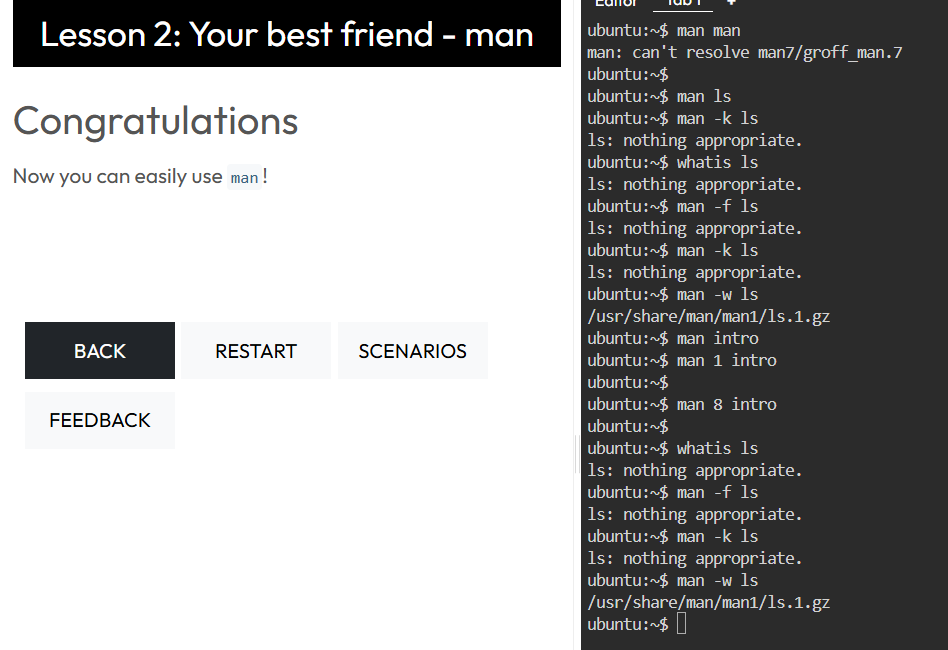 Lesson 2: Your best friend - man
Congratulations
Now you can easily use man!
BACK
RESTART
SCENARIOS
FEEDBACK
Editor Tab 1 +
ubuntu:~$ man man
man: can't resolve man7/groff_man.7
ubuntu:~$
ubuntu:~$ man ls
ubuntu:~$ man -k ls
ls: nothing appropriate.
ubuntu:~$ whatis ls
ls: nothing appropriate.
ubuntu:~$ man -f ls
ls: nothing appropriate.
ubuntu:~$ man -k ls
ls: nothing appropriate.
ubuntu:~$ man -w ls
/usr/share/man/man1/ls.1.gz
ubuntu:~$ man intro
ubuntu:~$ man 1 intro
ubuntu:~$
ubuntu:~$ man 8 intro
ubuntu:~$
ubuntu:~$ whatis ls
ls: nothing appropriate.
ubuntu:~$ man -f ls
ls: nothing appropriate.
ubuntu:~$ man -k ls
ls: nothing appropriate.
ubuntu:~$ man -w ls
/usr/share/man/man1/ls.1.gz
ubuntu:~$